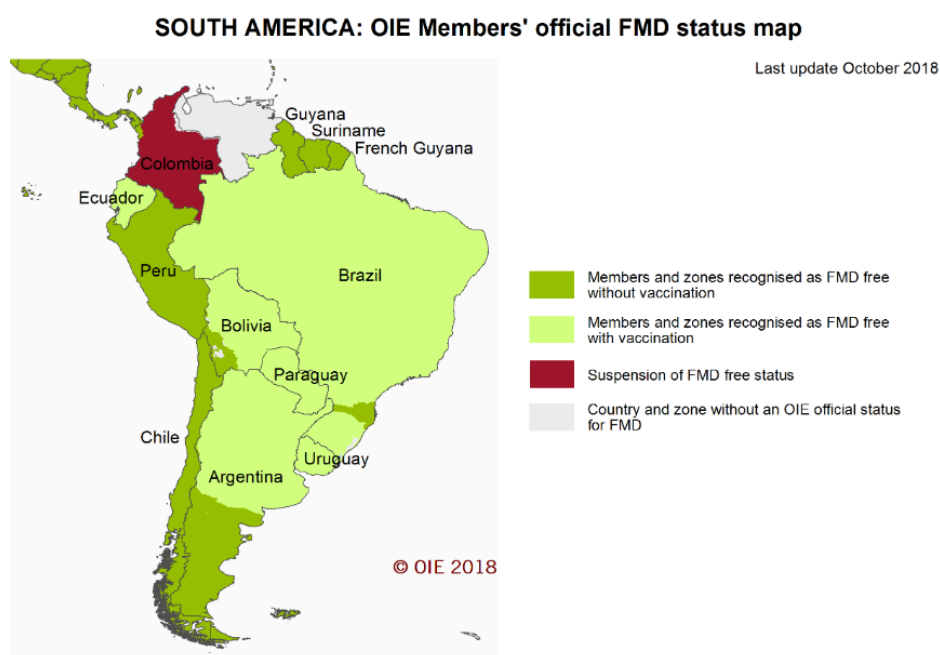 SOUTH AMERICA: OIE Members' official FMD status map
Last update October 2018
Guyana
Suriname
French Guyana
Colombia
Ecuador
Peru
Brazil
Bolivia
Paraguay
Chile
Uruguay
Argentina
© OIE 2018
Members and zones recognised as FMD free
without vaccination
Members and zones recognised as FMD free
with vaccination
Suspension of FMD free status
Country and zone without an OIE official status
for FMD